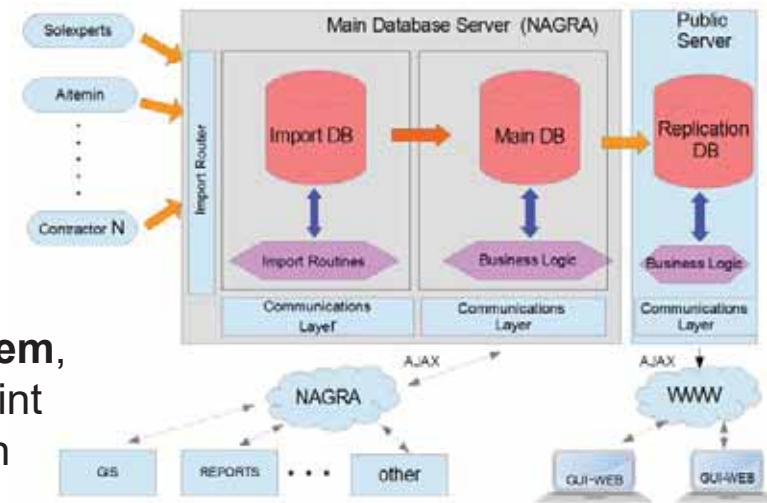 Main Database Server (NAGRA)
Public
Server
Solexperts
Aitemin
Contractor N
Import Router
Import DB
Main DB
Replication
DB
Import Routines
Business Logic
Business Logic
Communications
Layer
Communications
Layer
Communications
Layer
em,
int
n
AJAX
AJAX
NAGRA
WWW
GIS
REPORTS
other
GUI-WEB
GUI-WEB